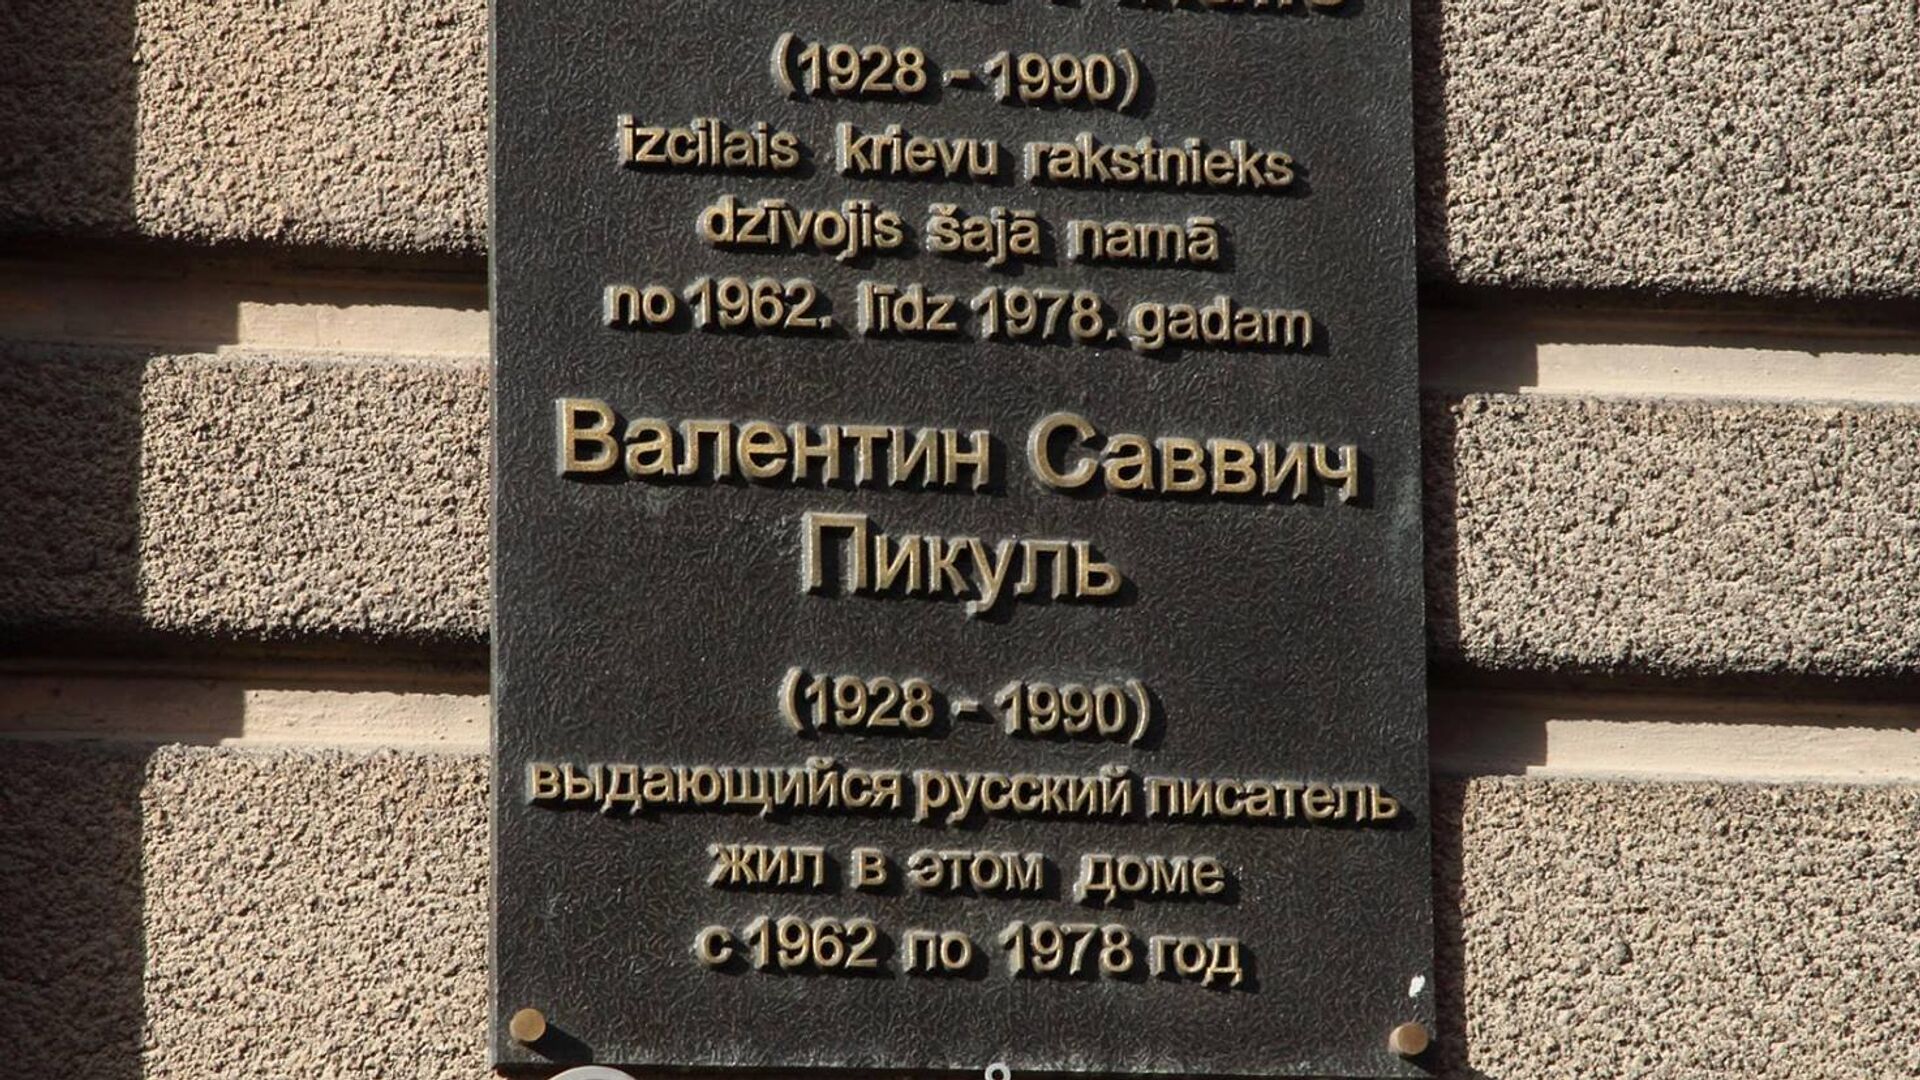 (1928 - 1990)
izcilais krievu rakstnieks
dzīvojis šajā namā
no 1962. līdz 1978. gadam
Валентин Саввич
Пикуль
(1928 - 1990)
выдающийся русский писатель
жил в этом доме
с 1962 по 1978 год